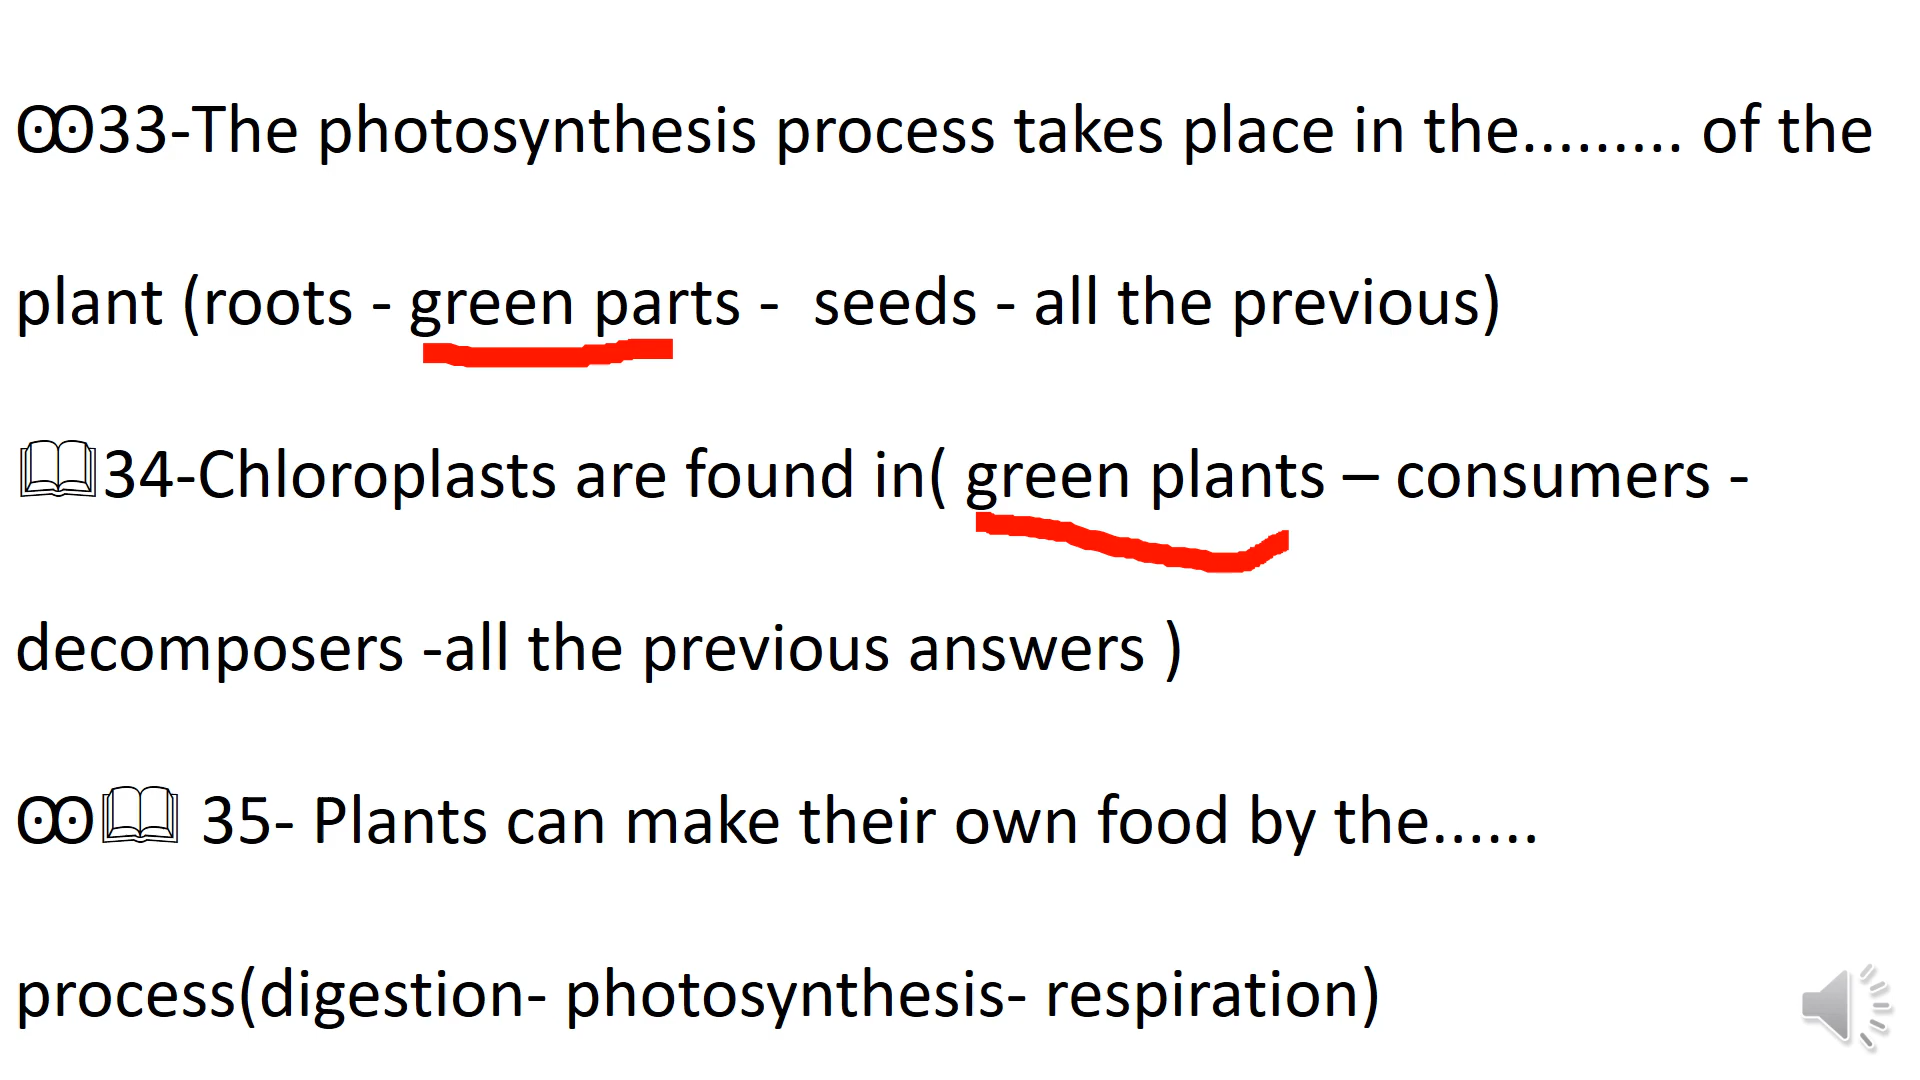 ꙭ33-The photosynthesis process takes place in the......... of the
plant (roots - green parts -  seeds - all the previous)
🕮34-Chloroplasts are found in( green plants – consumers -
decomposers -all the previous answers )
ꙭ🕮 35- Plants can make their own food by the......
process(digestion- photosynthesis- respiration)